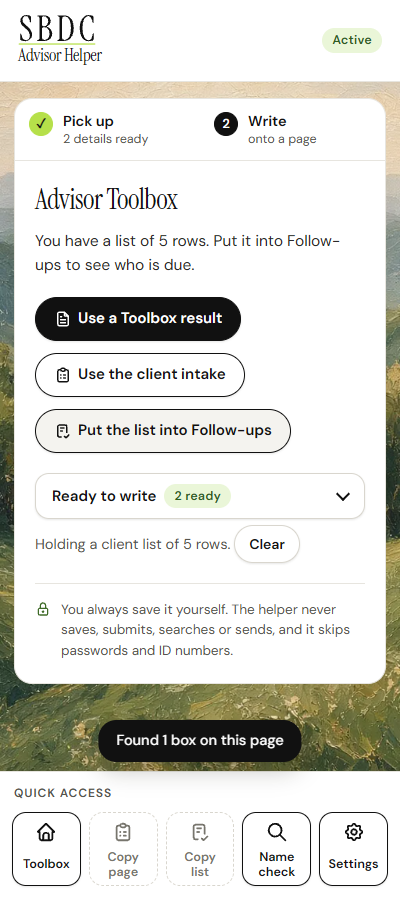 SBDC
Advisor Helper
Active
Pick up
2 details ready
2
Write
onto a page
Advisor Toolbox
You have a list of 5 rows. Put it into Follow-
ups to see who is due.
Use a Toolbox result
Use the client intake
Put the list into Follow-ups
Ready to write 2 ready
Holding a client list of 5 rows. Clear
You always save it yourself. The helper never
saves, submits, searches or sends, and it skips
passwords and ID numbers.
Found 1 box on this page
QUICK ACCESS
Toolbox
Copy
page
Copy
list
Name
check
Settings